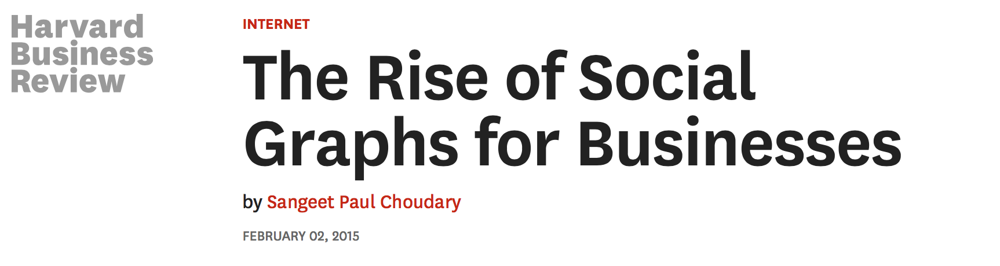 Harvard
Business
Review
INTERNET
The Rise of Social
Graphs for Businesses
by Sangeet Paul Choudary
FEBRUARY 02, 2015